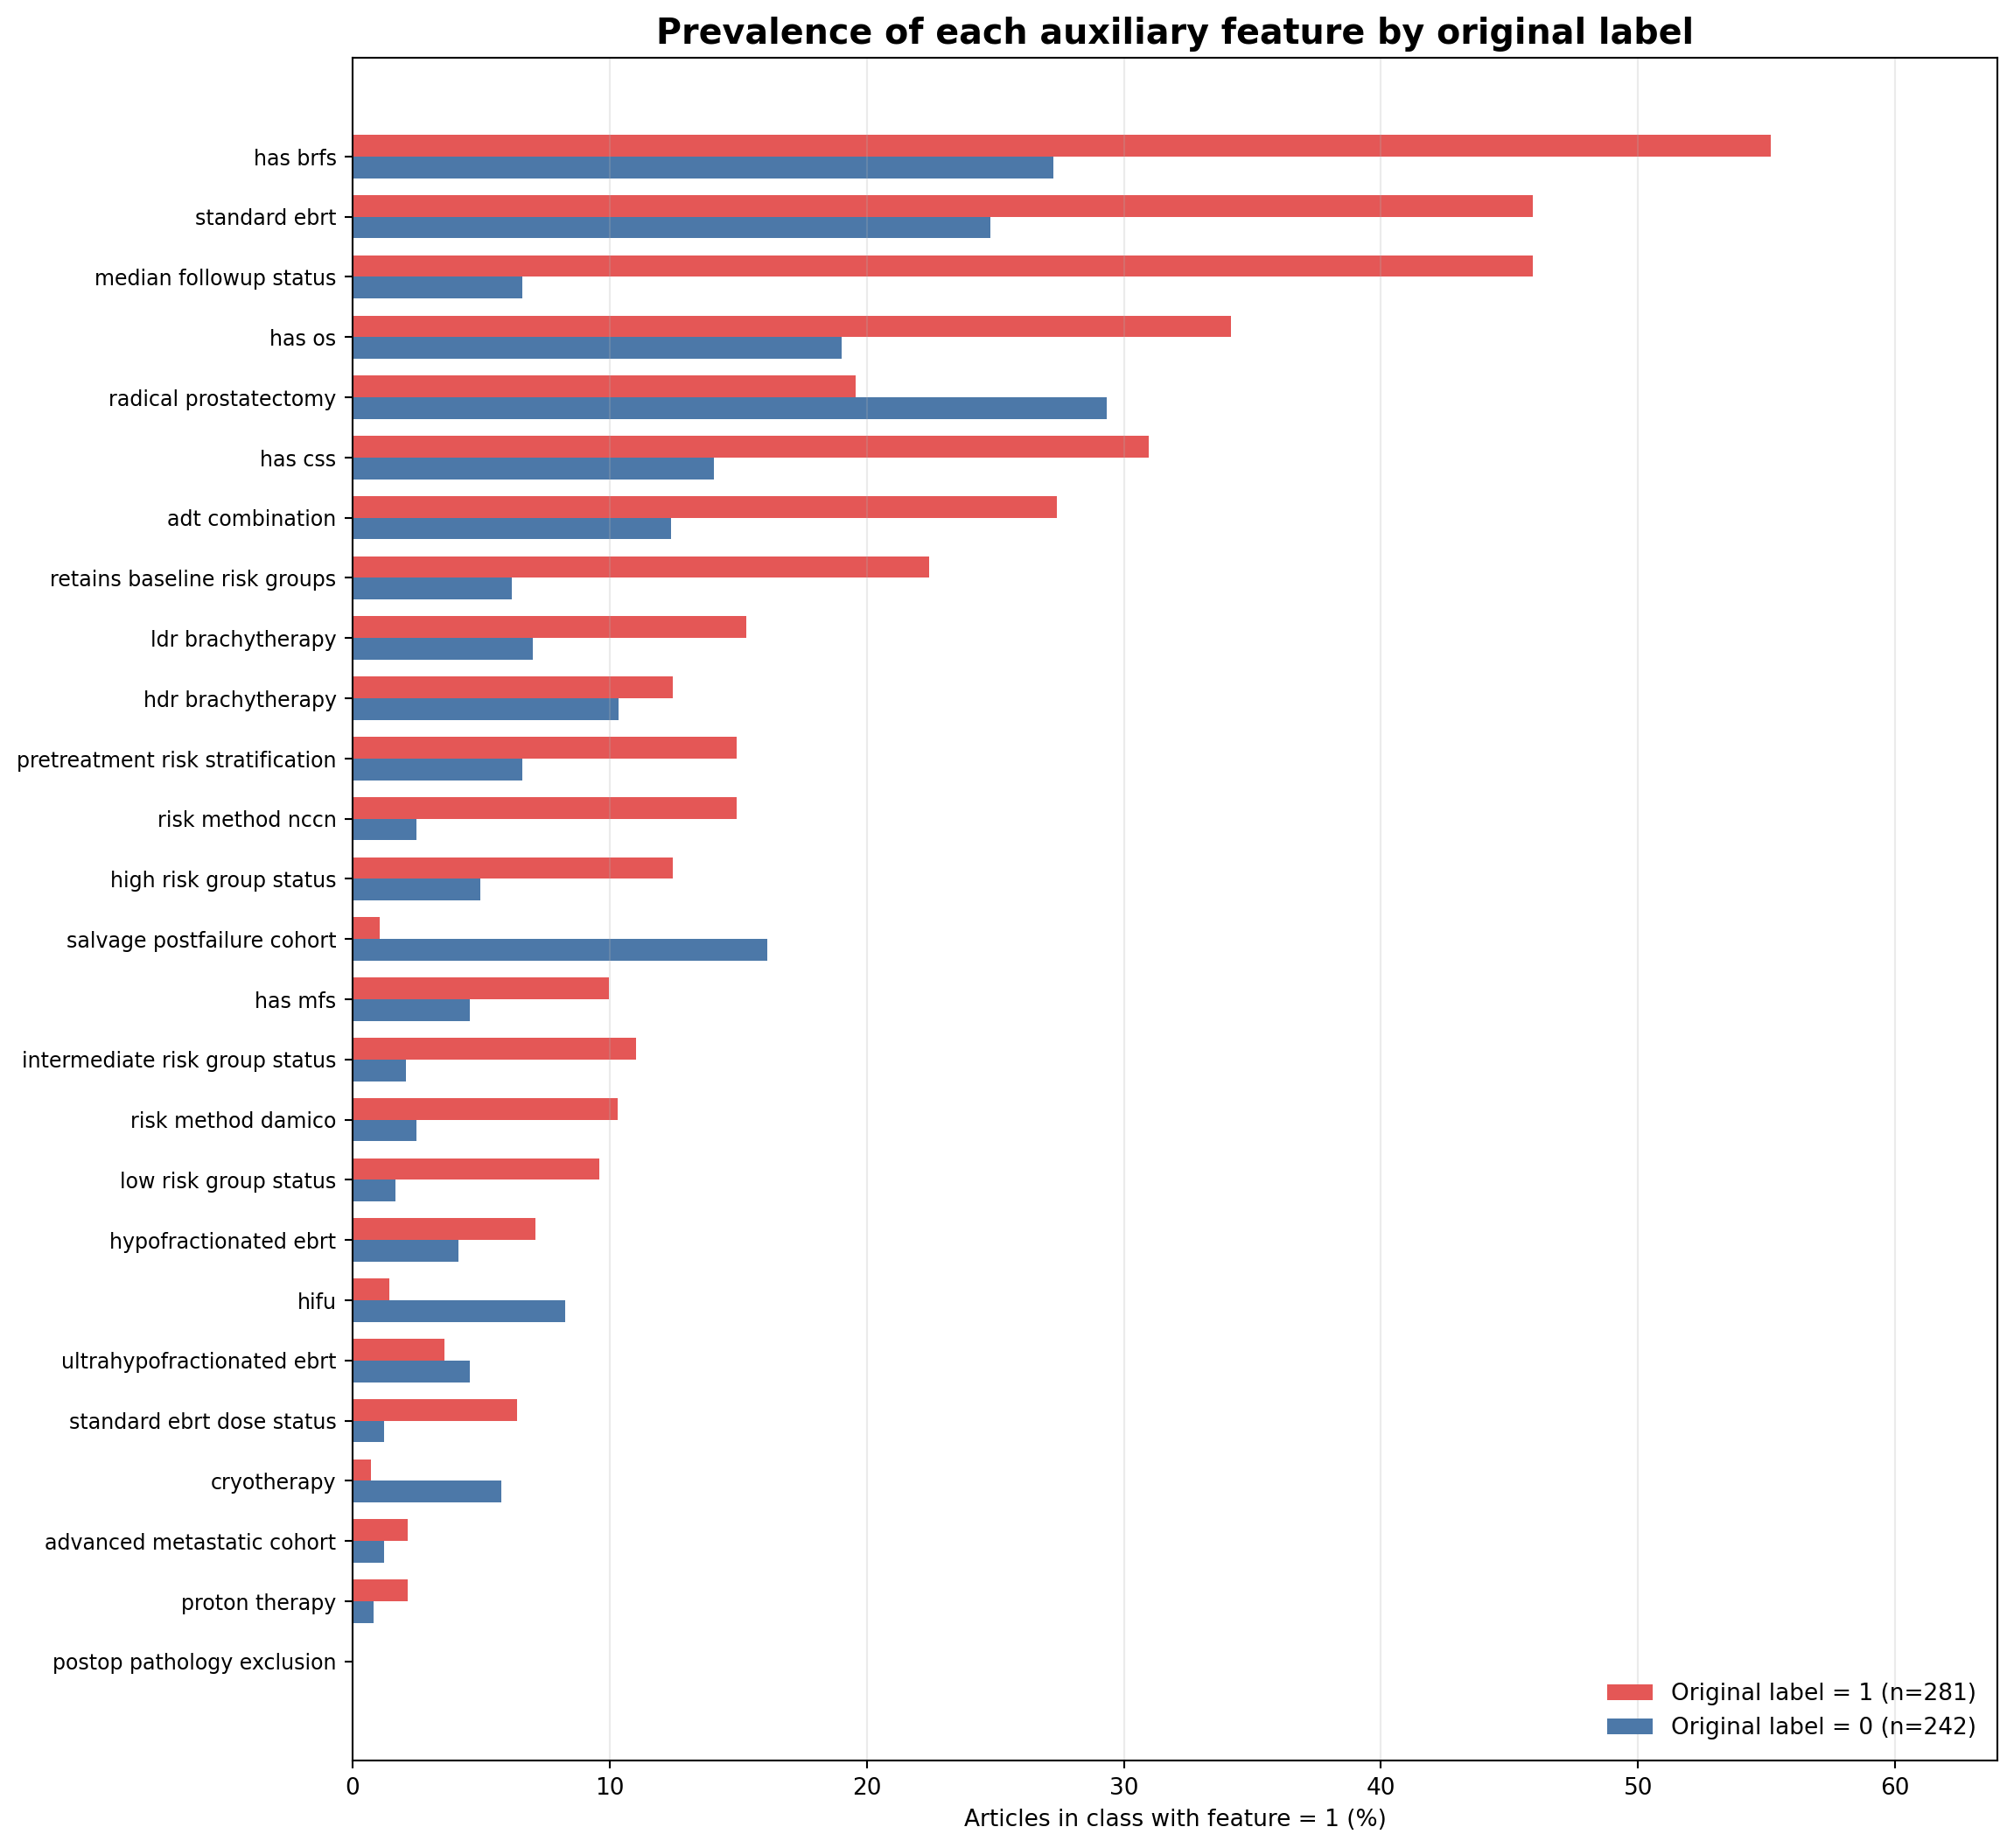 Prevalence of each auxiliary feature by original label
has brfs
standard ebrt
median followup status
has os
radical prostatectomy
has css
adt combination
retains baseline risk groups
ldr brachytherapy
hdr brachytherapy
pretreatment risk stratification
risk method nccn
high risk group status
salvage postfailure cohort
has mfs
intermediate risk group status
risk method damico
low risk group status
hypofractionated ebrt
hifu
ultrahypofractionated ebrt
standard ebrt dose status
cryotherapy
advanced metastatic cohort
proton therapy
postop pathology exclusion
Original label = 1 (n=281)
Original label = 0 (n=242)
0 10 20 30 40 50 60
Articles in class with feature = 1 (%)